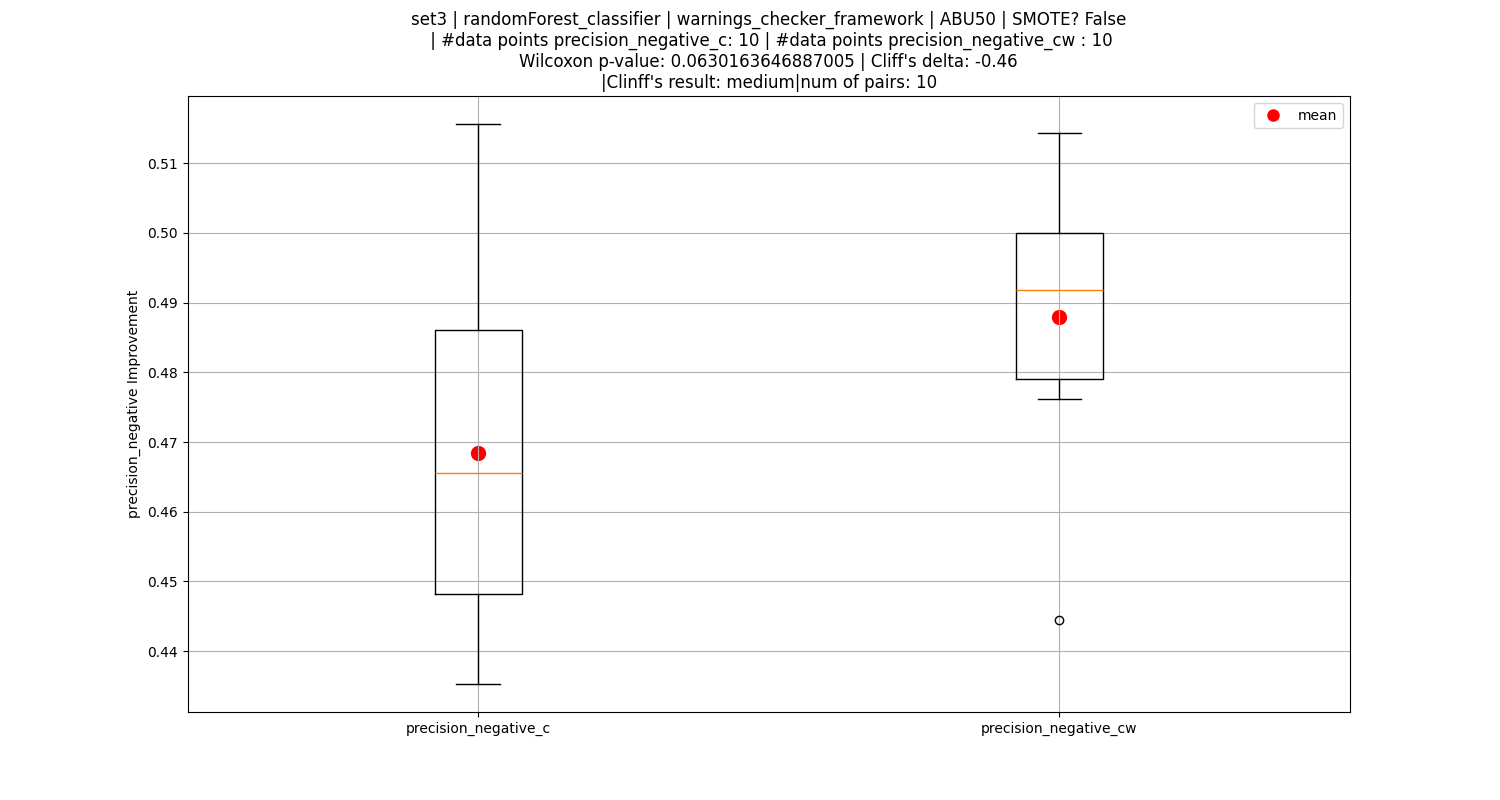 set3 | randomForest_classifier | warnings_checker_framework | ABU50 | SMOTE? False
| #data points precision_negative_c: 10 | #data points precision_negative_cw : 10
Wilcoxon p-value: 0.0630163646887005 | Cliff's delta: -0.46
|Clinff's result: medium|num of pairs: 10
mean
precision_negative Improvement
0.51
0.50
0.49
0.48
0.47
0.46
0.45
0.44
precision_negative_c
precision_negative_cw